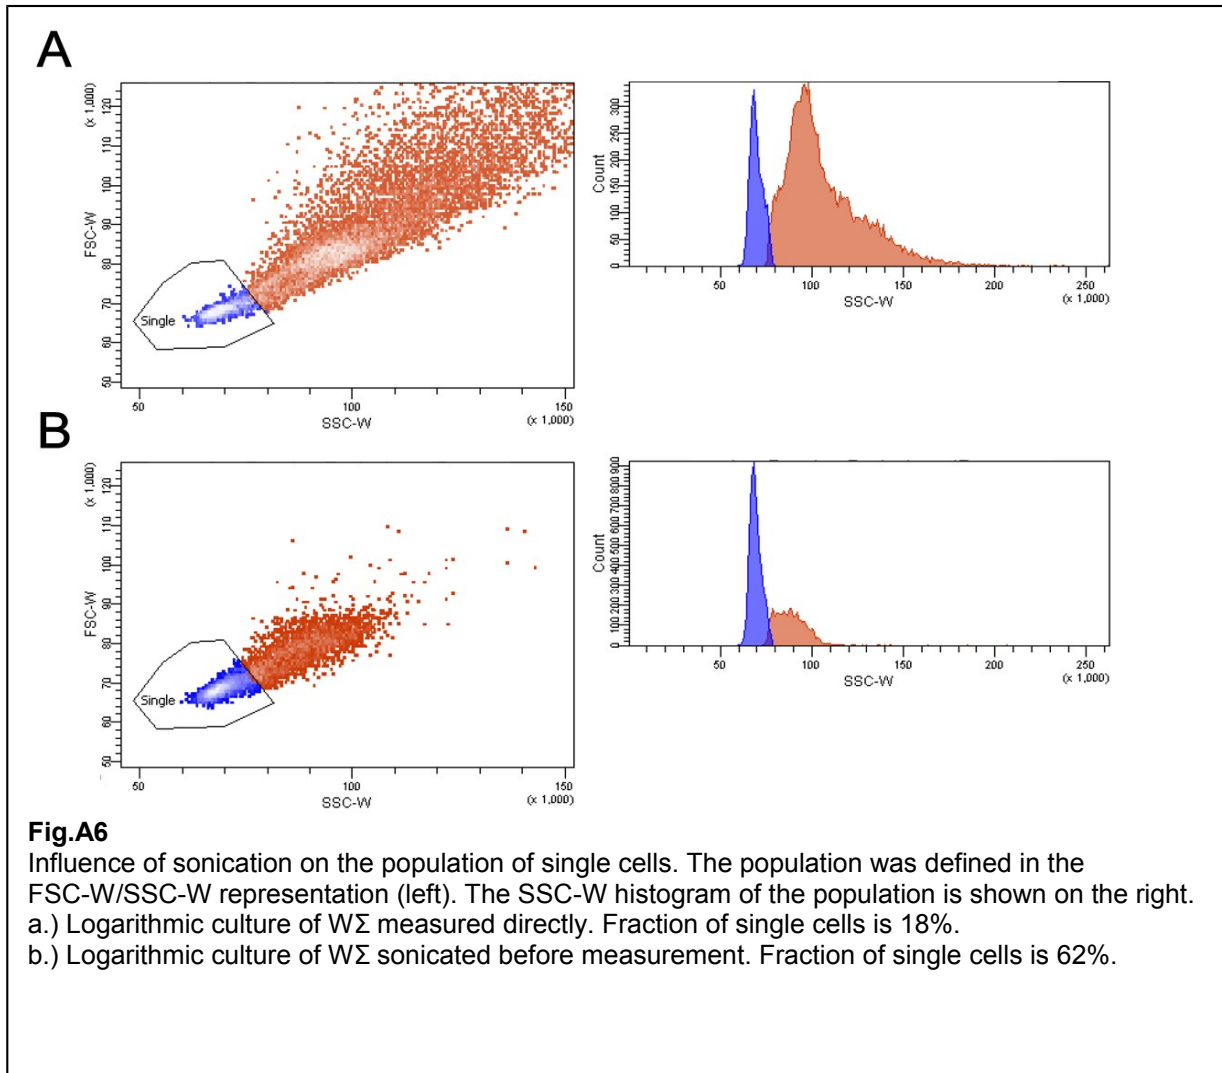 A
(x 1,000)
120
110
100
90
80
70
60
50
FSC-W
Single
50
100
150
SSC-W
(x 1,000)
300
250
200
150
100
50
0
Count
50
100
150
200
250
SSC-W
(x 1,000)
B
(x 1,000)
120
110
100
90
80
70
60
50
FSC-W
Single
50
100
150
SSC-W
(x 1,000)
900
800
700
600
500
400
300
200
100
0
Count
50
100
150
200
250
SSC-W
(x 1,000)
Fig.A6
Influence of sonication on the population of single cells. The population was defined in the
FSC-W/SSC-W representation (left). The SSC-W histogram of the population is shown on the right.
a.) Logarithmic culture of WΣ measured directly. Fraction of single cells is 18%.
b.) Logarithmic culture of WΣ sonicated before measurement. Fraction of single cells is 62%.